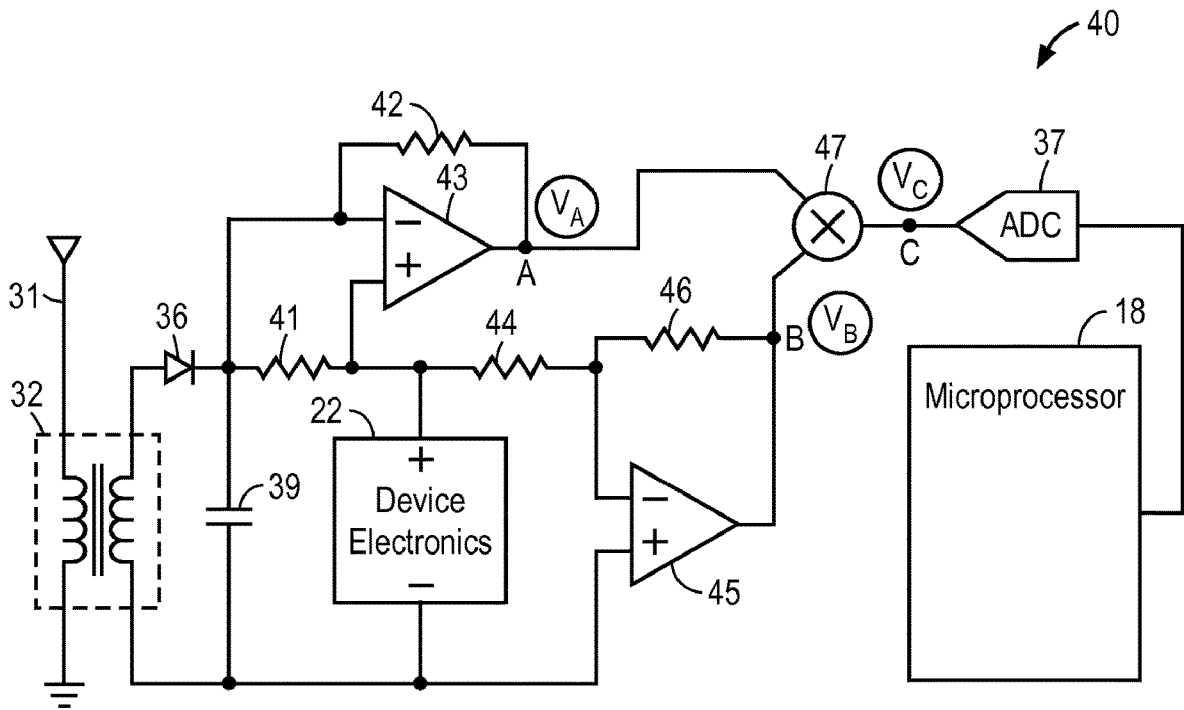 40
42
43
V_A
A
47
V_C
C
37
ADC
31
36
41
44
46
B
V_B
18
Microprocessor
32
22
39
Device
Electronics
45
− + + − − +